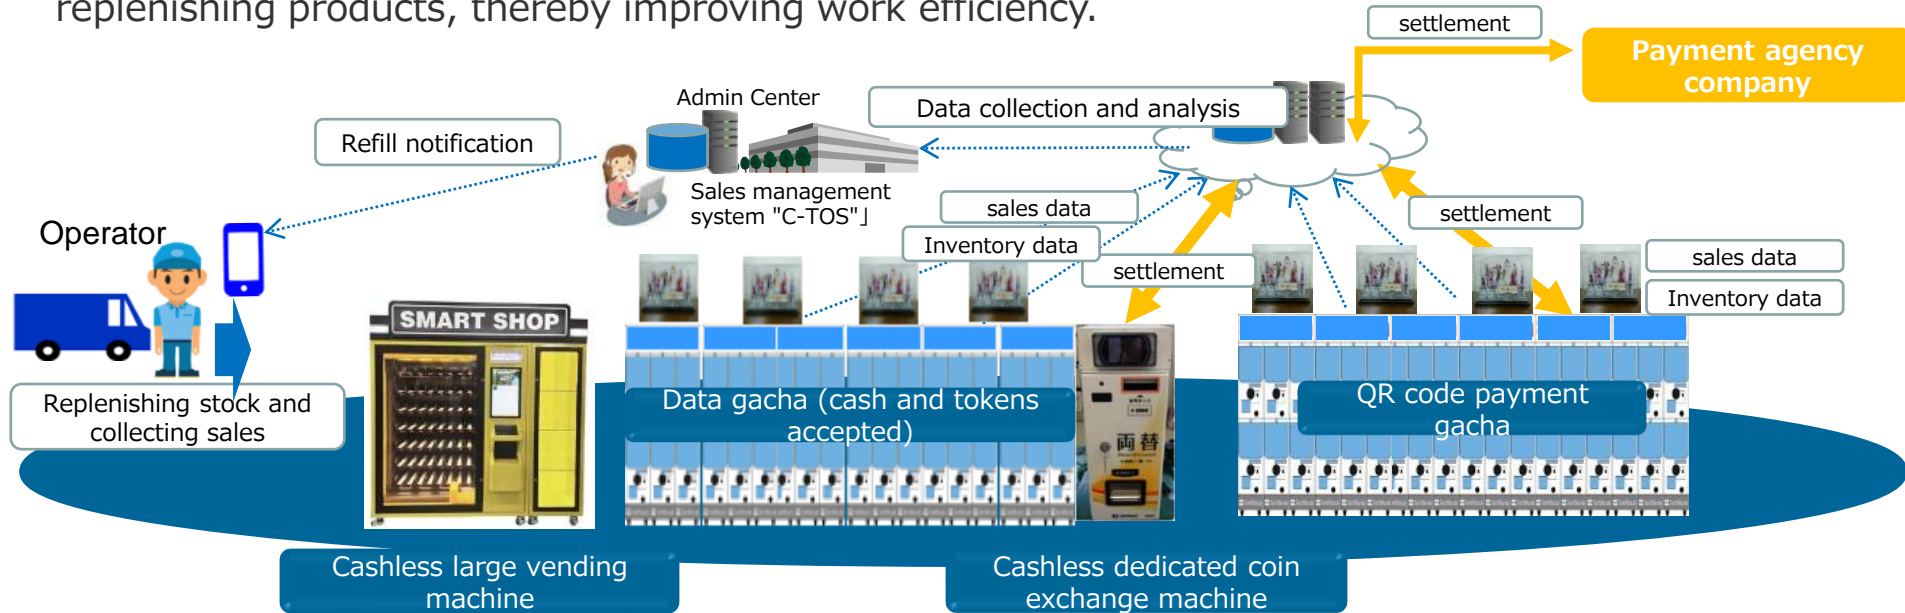 replenishing products, thereby improving work efficiency.
settlement
Payment agency
company
Admin Center
Data collection and analysis
Refill notification
Sales management
system "C-TOS"」
sales data
Inventory data
settlement
settlement
sales data
Inventory data
Operator
SMART SHOP
Replenishing stock and
collecting sales
Data gacha (cash and tokens
accepted)
両替
QR code payment
gacha
Cashless large vending
machine
Cashless dedicated coin
exchange machine